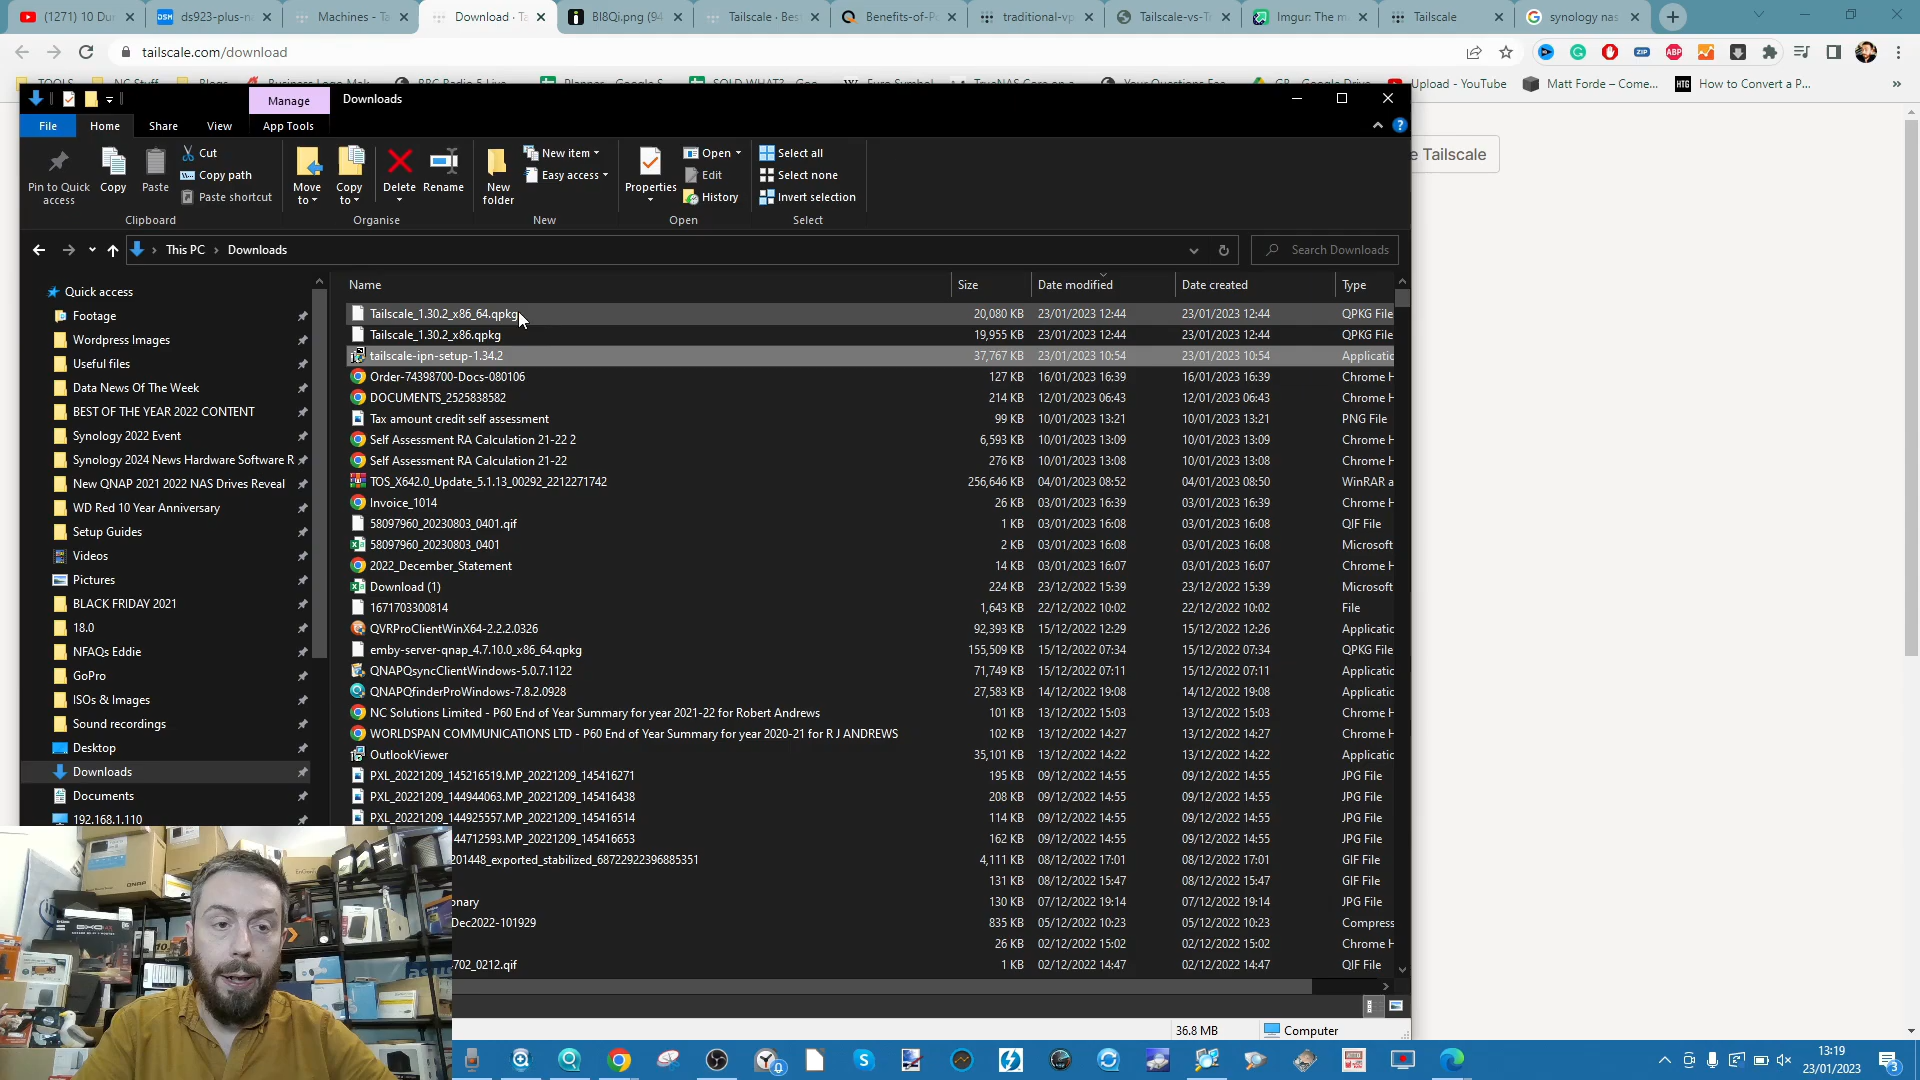 (1271) 10 Dur
ds923-plus-n
Machines - Ta
Download · T
BI8Qi.png (94
Tailscale · Bes
Benefits-of-P
traditional-vp
Tailscale-vs-T
Imgur: The m
Tailscale
synology nas
tailscale.com/download
Upload - YouTube
Matt Forde – Come...
How to Convert a P...
Manage
Downloads
File
Home
Share
View
App Tools
e Tailscale
Pin to Quick access
Copy
Paste
Cut
Copy path
Paste shortcut
Move to
Copy to
Delete
Rename
New folder
New item
Easy access
Properties
Open
Edit
History
Select all
Select none
Invert selection
Clipboard
Organise
New
Open
Select
This PC
Downloads
Search Downloads
Quick access
Footage
Wordpress Images
Useful files
Data News Of The Week
BEST OF THE YEAR 2022 CONTENT
Synology 2022 Event
Synology 2024 News Hardware Software R
New QNAP 2021 2022 NAS Drives Reveal
WD Red 10 Year Anniversary
Setup Guides
Videos
Pictures
BLACK FRIDAY 2021
18.0
NFAQs Eddie
GoPro
ISOs & Images
Sound recordings
Desktop
Downloads
Documents
192.168.1.110
Name Size Date modified Date created Type
Tailscale_1.30.2_x86_64.qpkg 20,080 KB 23/01/2023 12:44 23/01/2023 12:44 QPKG File
Tailscale_1.30.2_x86.qpkg 19,955 KB 23/01/2023 12:44 23/01/2023 12:44 QPKG File
tailscale-ipn-setup-1.34.2 37,767 KB 23/01/2023 10:54 23/01/2023 10:54 Applicatic
Order-74398700-Docs-080106 127 KB 16/01/2023 16:39 16/01/2023 16:39 Chrome H
DOCUMENTS_2525838582 214 KB 12/01/2023 06:43 12/01/2023 06:43 Chrome H
Tax amount credit self assessment 99 KB 10/01/2023 13:21 10/01/2023 13:21 PNG File
Self Assessment RA Calculation 21-22 2 6,593 KB 10/01/2023 13:09 10/01/2023 13:09 Chrome H
Self Assessment RA Calculation 21-22 276 KB 10/01/2023 13:08 10/01/2023 13:08 Chrome H
TOS_X642.0_Update_5.1.13_00292_2212271742 256,646 KB 04/01/2023 08:52 04/01/2023 08:50 WinRAR a
Invoice_1014 26 KB 03/01/2023 16:39 03/01/2023 16:39 Chrome H
58097960_20230803_0401.qif 1 KB 03/01/2023 16:08 03/01/2023 16:08 QIF File
58097960_20230803_0401 2 KB 03/01/2023 16:08 03/01/2023 16:08 Microsoft
2022_December_Statement 14 KB 03/01/2023 16:07 03/01/2023 16:07 Chrome H
Download (1) 224 KB 23/12/2022 15:39 23/12/2022 15:39 Microsoft
1671703300814 1,643 KB 22/12/2022 10:02 22/12/2022 10:02 File
QVRProClientWinX64-2.2.2.0326 92,393 KB 15/12/2022 12:29 15/12/2022 12:26 Applicatic
emby-server-qnap_4.7.10.0_x86_64.qpkg 155,509 KB 15/12/2022 07:34 15/12/2022 07:34 QPKG File
QNAPQsyncClientWindows-5.0.7.1122 71,749 KB 15/12/2022 07:11 15/12/2022 07:11 Applicatic
QNAPQfinderProWindows-7.8.2.0928 27,583 KB 14/12/2022 19:08 14/12/2022 19:08 Applicatic
NC Solutions Limited - P60 End of Year Summary for year 2021-22 for Robert Andrews 101 KB 13/12/2022 15:03 13/12/2022 15:03 Chrome H
WORLDSPAN COMMUNICATIONS LTD - P60 End of Year Summary for year 2020-21 for R J ANDREWS 102 KB 13/12/2022 14:27 13/12/2022 14:27 Chrome H
OutlookViewer 35,101 KB 13/12/2022 14:22 13/12/2022 14:22 Applicatic
PXL_20221209_145216519.MP_20221209_145416271 195 KB 09/12/2022 14:55 09/12/2022 14:55 JPG File
PXL_20221209_144944063.MP_20221209_145416438 208 KB 09/12/2022 14:55 09/12/2022 14:55 JPG File
PXL_20221209_144925557.MP_20221209_145416514 114 KB 09/12/2022 14:55 09/12/2022 14:55 JPG File
44712593.MP_20221209_145416653 162 KB 09/12/2022 14:55 09/12/2022 14:55 JPG File
201448_exported_stabilized_68722922396885351 4,111 KB 08/12/2022 17:01 08/12/2022 17:01 GIF File
131 KB 08/12/2022 15:47 08/12/2022 15:47 GIF File
onary 130 KB 07/12/2022 19:14 07/12/2022 19:14 JPG File
Dec2022-101929 835 KB 05/12/2022 10:23 05/12/2022 10:23 Compress
26 KB 02/12/2022 15:02 02/12/2022 15:02 Chrome H
702_0212.qif 1 KB 02/12/2022 14:47 02/12/2022 14:47 QIF File
36.8 MB
Computer
13:19
23/01/2023